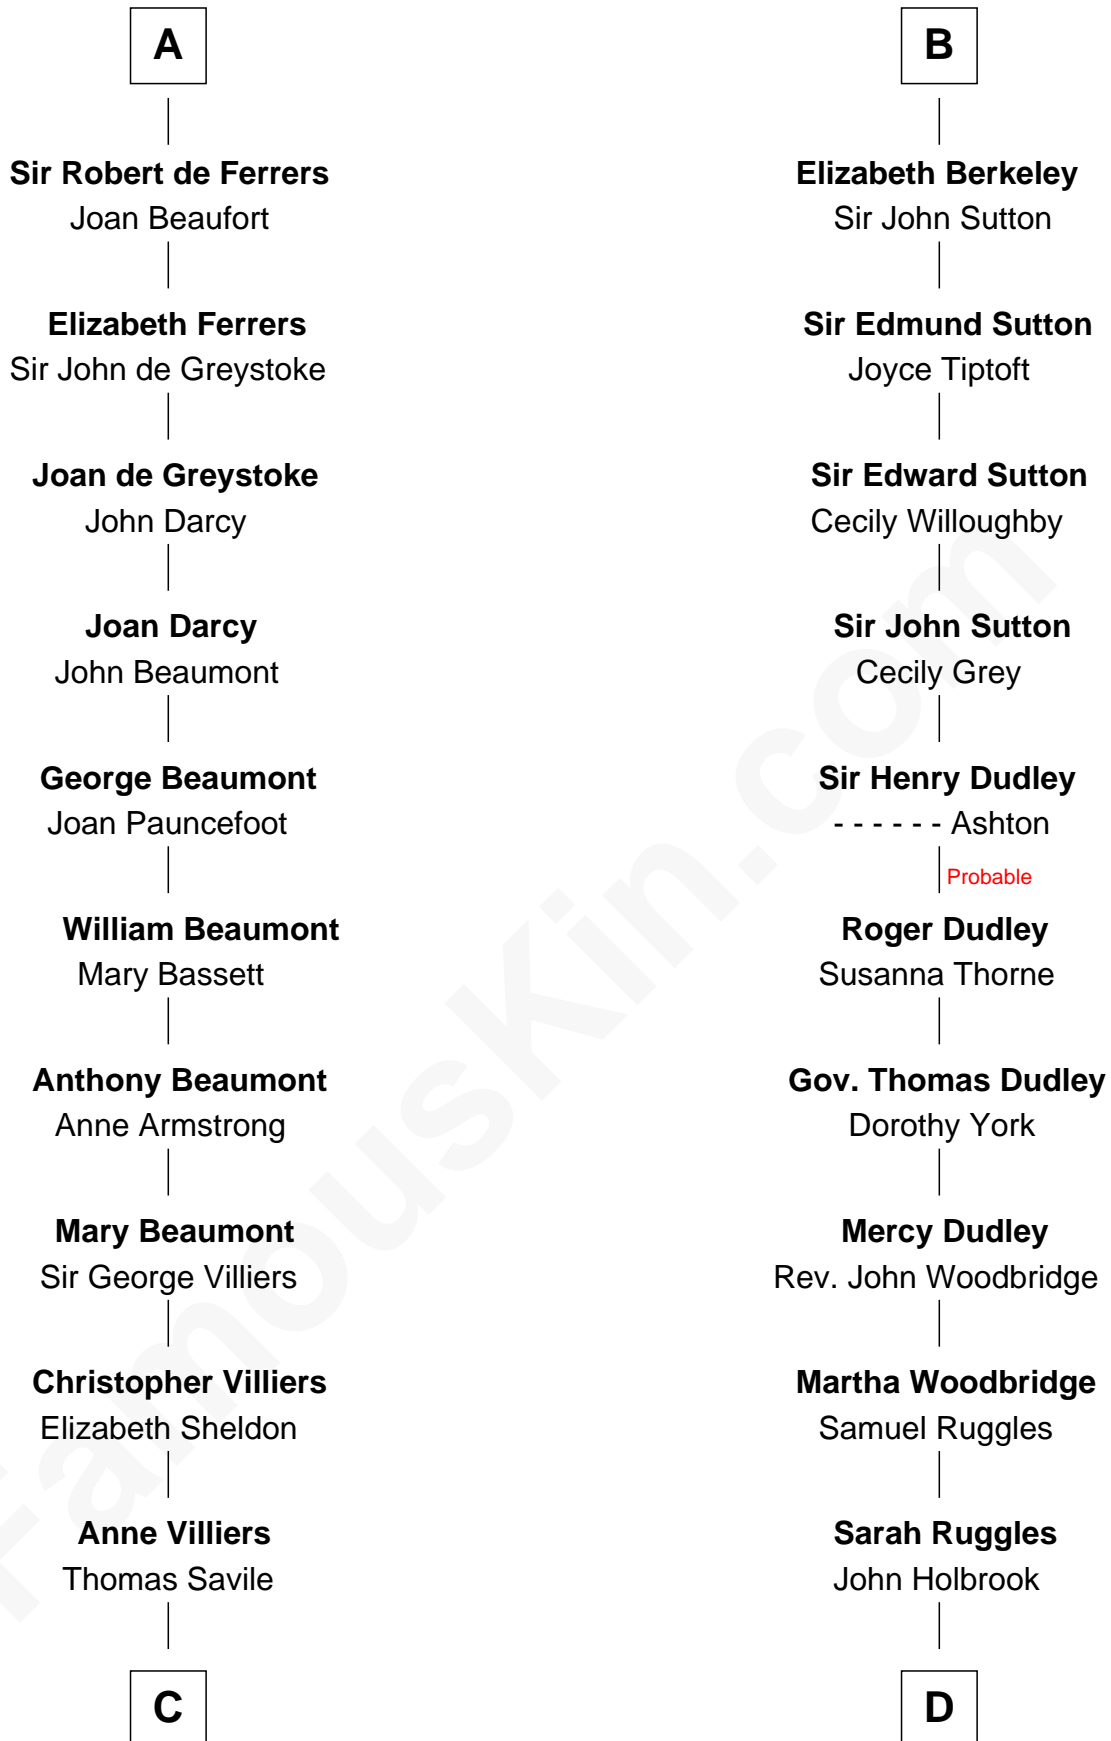 A
Sir Robert de Ferrers
Joan Beaufort
Elizabeth Ferrers
Sir John de Greystoke
Joan de Greystoke
John Darcy
Joan Darcy
John Beaumont
George Beaumont
Joan Pauncefoot
William Beaumont
Mary Bassett
Anthony Beaumont
Anne Armstrong
Mary Beaumont
Sir George Villiers
Christopher Villiers
Elizabeth Sheldon
Anne Villiers
Thomas Savile
C
B
Elizabeth Berkeley
Sir John Sutton
Sir Edmund Sutton
Joyce Tiptoft
Sir Edward Sutton
Cecily Willoughby
Sir John Sutton
Cecily Grey
Sir Henry Dudley
- - - - - - Ashton
Probable
Roger Dudley
Susanna Thorne
Gov. Thomas Dudley
Dorothy York
Mercy Dudley
Rev. John Woodbridge
Martha Woodbridge
Samuel Ruggles
Sarah Ruggles
John Holbrook
D
FamousKin.com